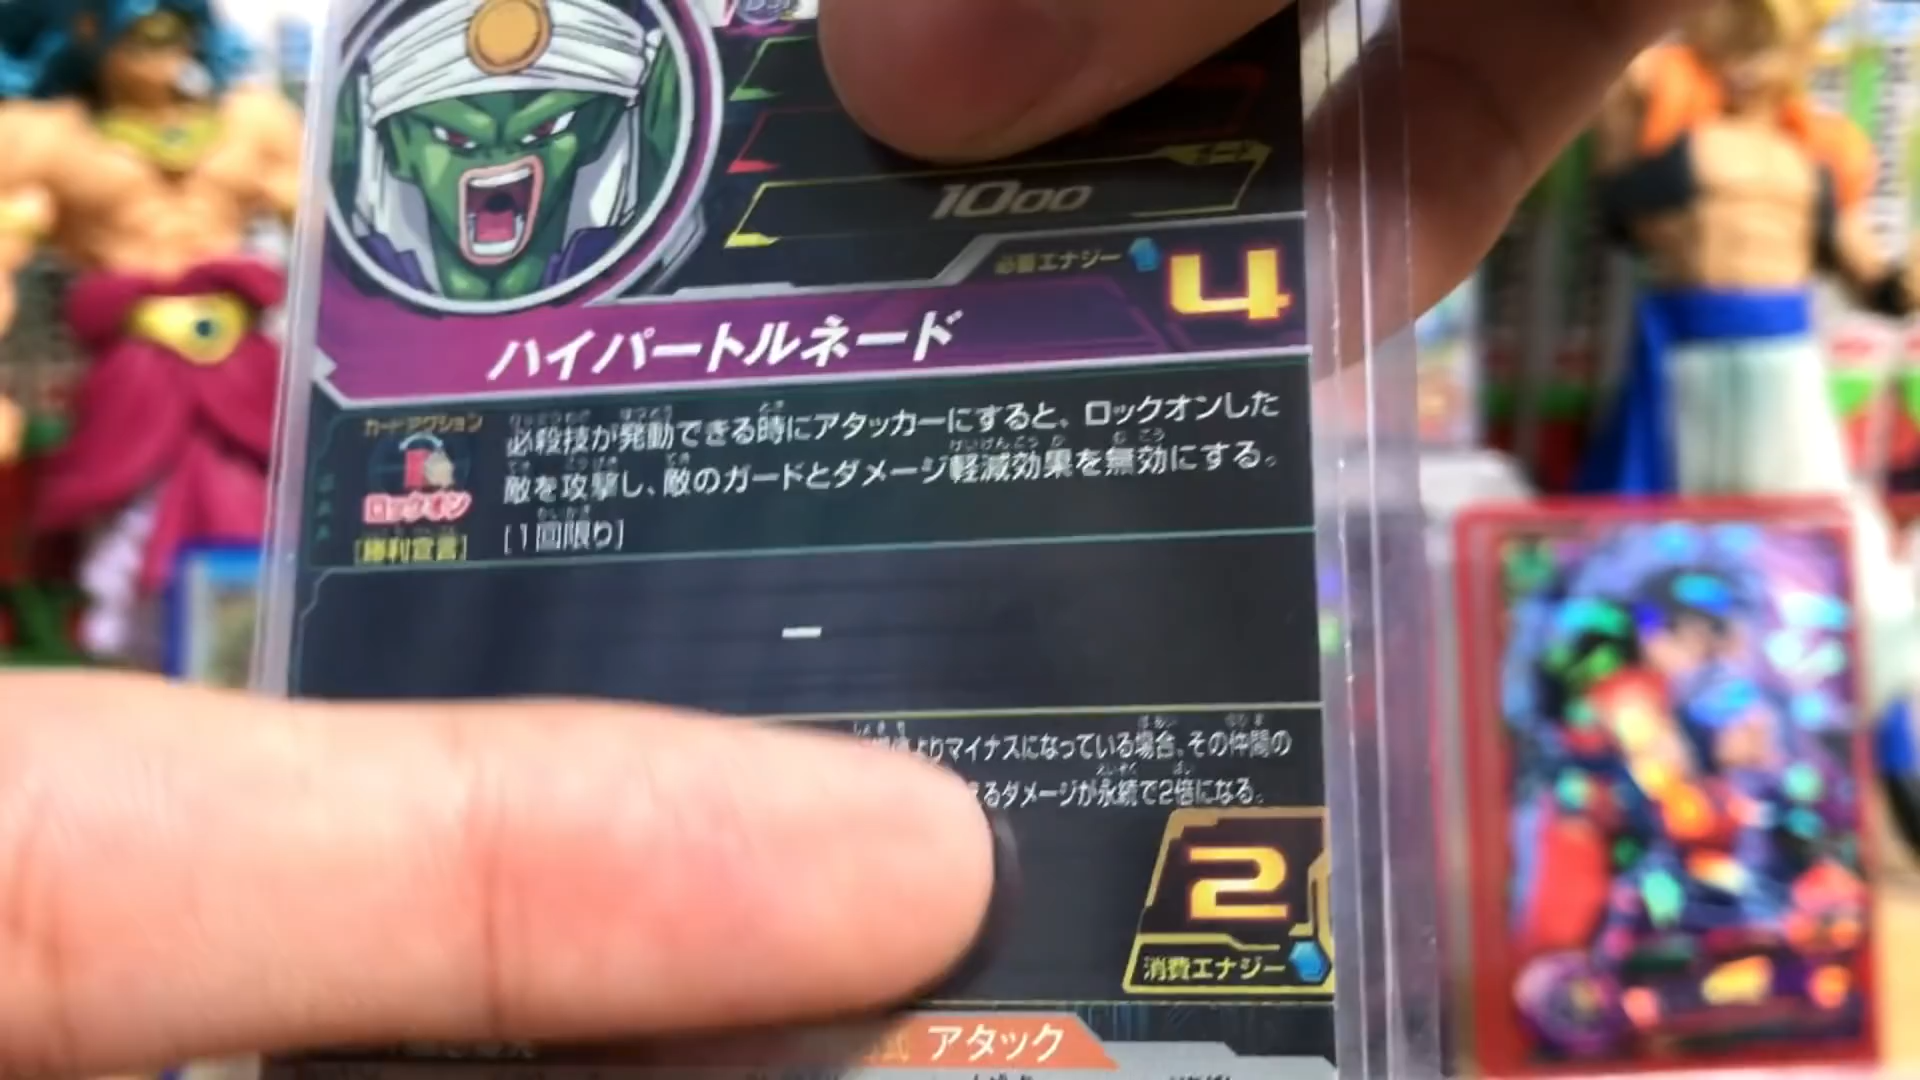 1000
必要エナジー 4
ハイパートルネード
カードアクション
ロックオン
[勝利宣言]
必殺技が発動できる時にアタッカーにすると、ロックオンした
敵を攻撃し、敵のガードとダメージ軽減効果を無効にする。
[1回限り]
ー
よりマイナスになっている場合、その仲間の
るダメージが永続で2倍になる。
2
消費エナジー
アタック